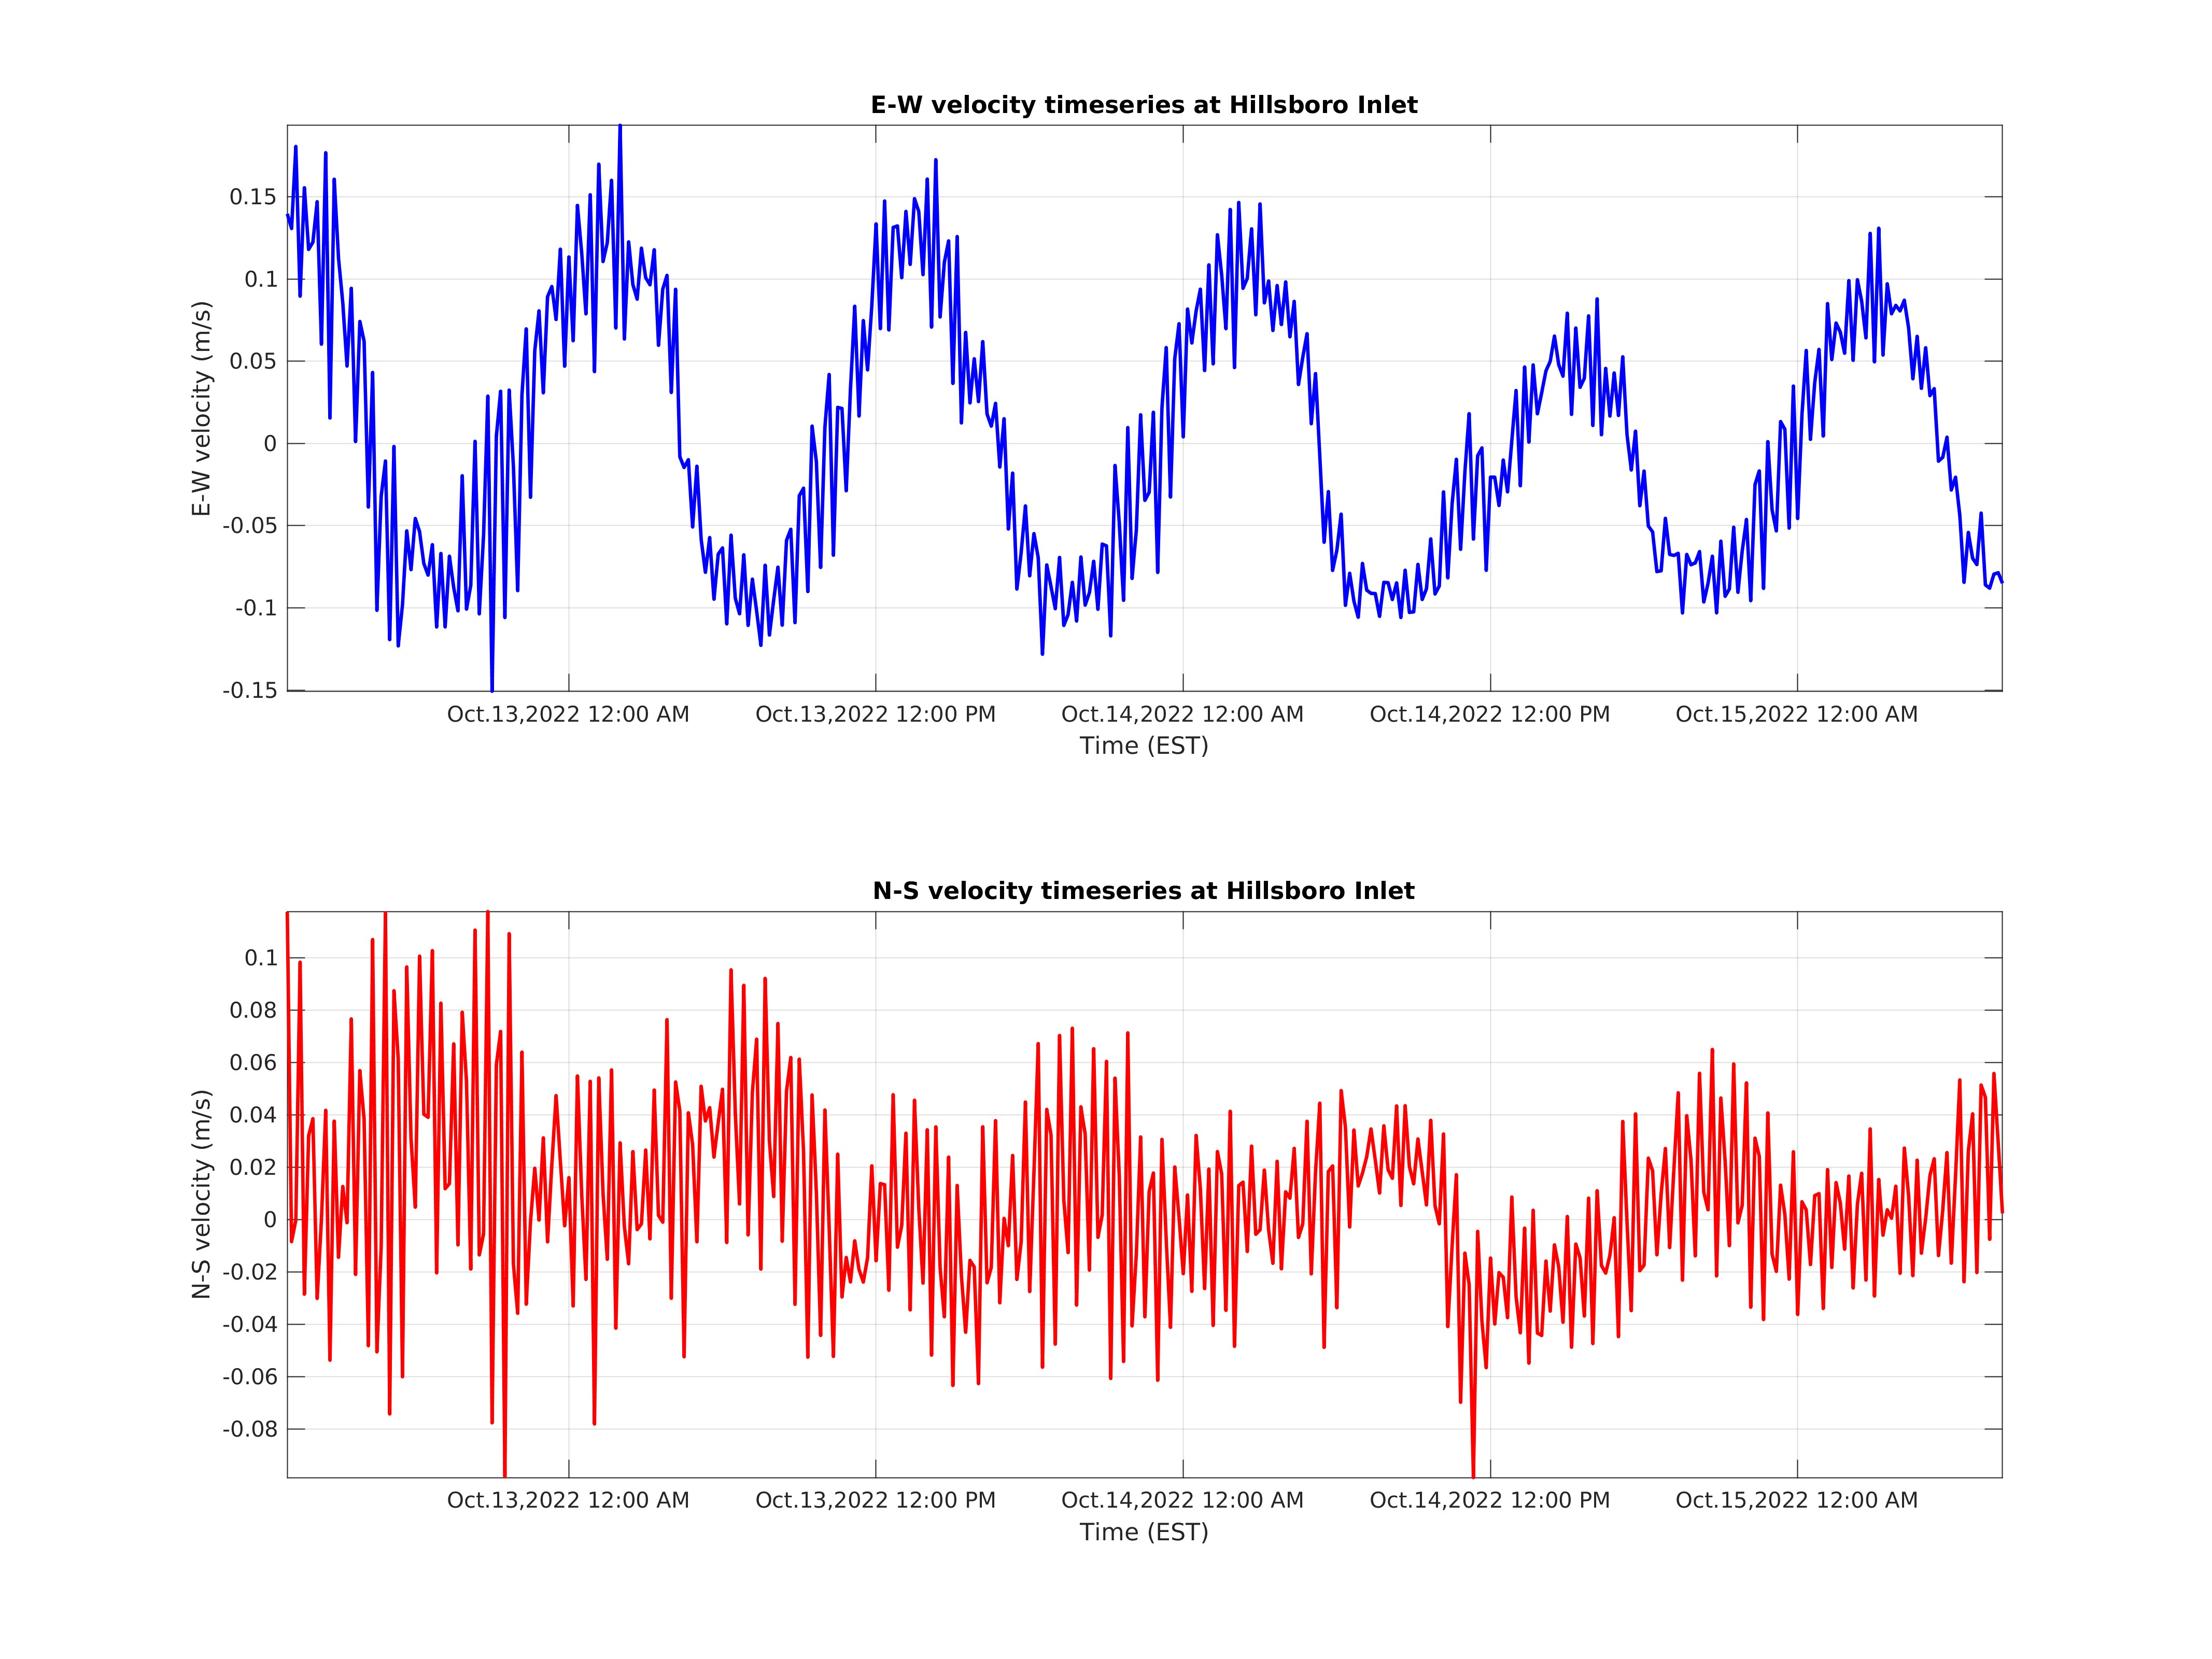 E-W velocity timeseries at Hillsboro Inlet
E-W velocity (m/s)
0.15
0.1
0.05
0
-0.05
-0.1
-0.15
Oct.13,2022 12:00 AM Oct.13,2022 12:00 PM Oct.14,2022 12:00 AM Oct.14,2022 12:00 PM Oct.15,2022 12:00 AM
Time (EST)
N-S velocity timeseries at Hillsboro Inlet
N-S velocity (m/s)
0.1
0.08
0.06
0.04
0.02
0
-0.02
-0.04
-0.06
-0.08
Oct.13,2022 12:00 AM Oct.13,2022 12:00 PM Oct.14,2022 12:00 AM Oct.14,2022 12:00 PM Oct.15,2022 12:00 AM
Time (EST)